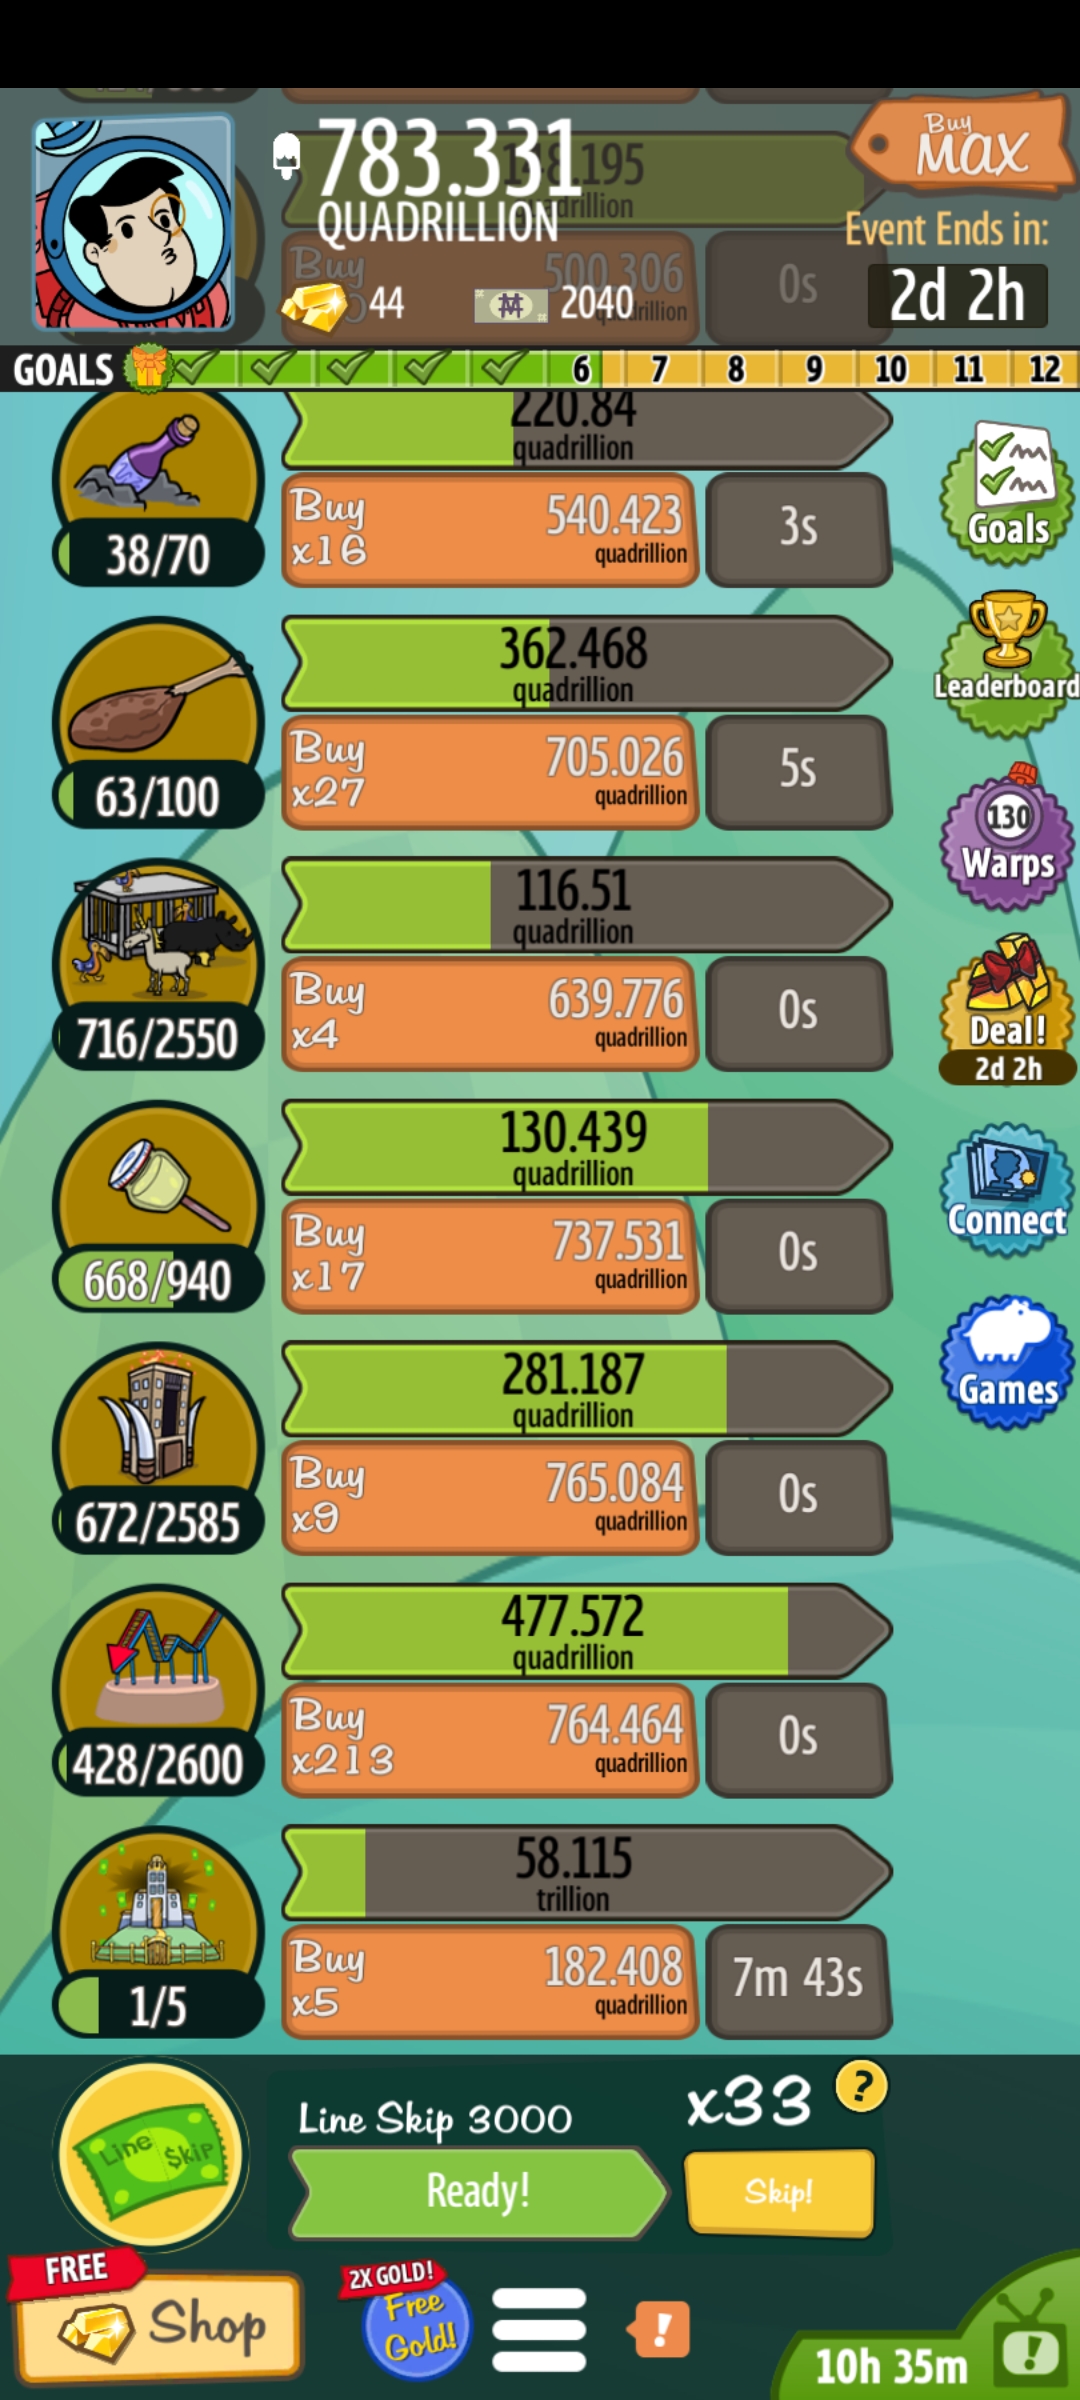 783.331
QUADRILLION
44
2040
Buy
MAX
Event Ends in:
2d 2h
148.195
quadrillion
Buy
500.306
0s
GOALS
6
7
8
9
10
11
12
220.84
quadrillion
38/70
Buy
x16
540.423
quadrillion
3s
Goals
362.468
quadrillion
63/100
Buy
x27
705.026
quadrillion
5s
Leaderboard
116.51
quadrillion
716/2550
Buy
x4
639.776
quadrillion
0s
130
Warps
Deal!
2d 2h
130.439
quadrillion
668/940
Buy
x17
737.531
quadrillion
0s
Connect
281.187
quadrillion
672/2585
Buy
x9
765.084
quadrillion
0s
Games
477.572
quadrillion
428/2600
Buy
x213
764.464
quadrillion
0s
58.115
trillion
1/5
Buy
x5
182.408
quadrillion
7m 43s
Line $kip
Line Skip 3000
x33
?
Ready!
Skip!
FREE
Shop
2X GOLD!
Free
Gold!
!
10h 35m
!